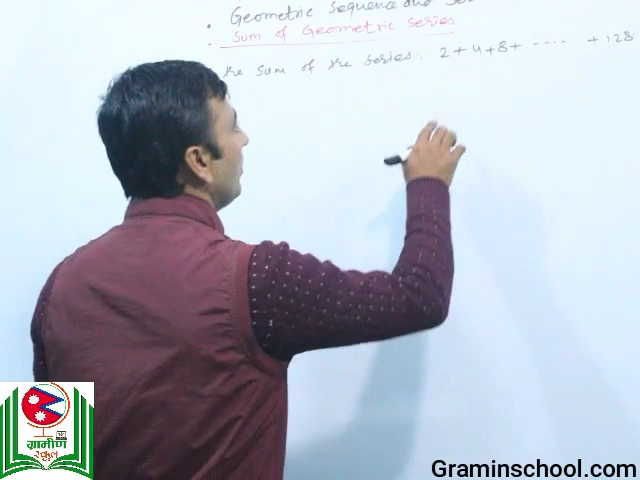 • Geometric Sequence and
• Sum of Geometric Series
the sum of the series: 2+4+8+ ..... +128.
ग्रामीण
स्कुल
Graminschool.com